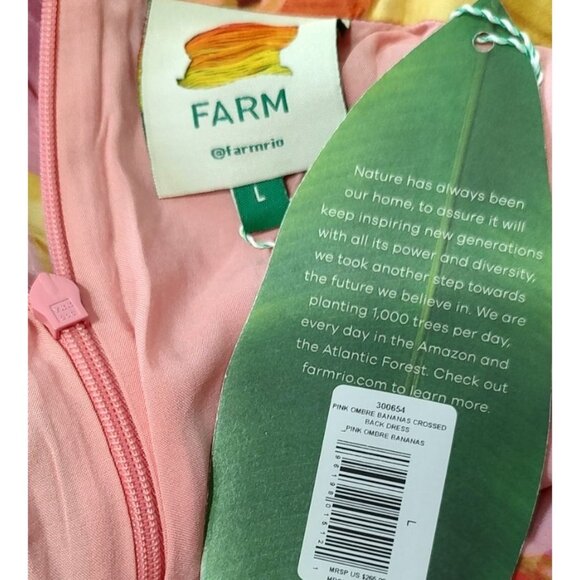 FARM
@farmrio
L
Nature has always been
our home, to assure it will
keep inspiring new generations
with all its power and diversity,
we took another step towards
the future we believe in. We are
planting 1,000 trees per day,
every day in the Amazon and
the Atlantic Forest. Check out
farmrio.com to learn more
300654
PINK OMBRE BANANAS CROSSED
BACK DRESS
_PINK OMBRE BANANAS
L
MRSP US